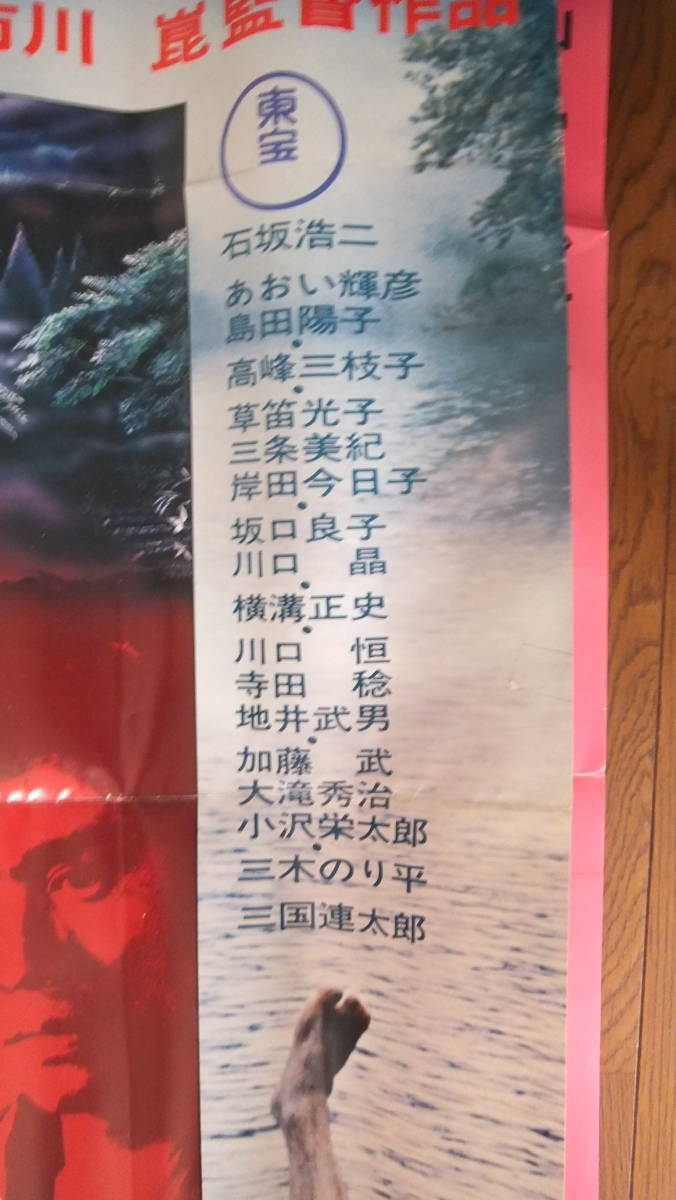 市川 崑監督作品
東宝
石坂浩二
あおい輝彦
島田陽子
高峰三枝子
草笛光子
三条美紀
岸田今日子
坂口良子
川口 晶
横溝正史
川口 恒
寺田 稔
地井武男
加藤 武
大滝秀治
小沢栄太郎
三木のり平
三国連太郎